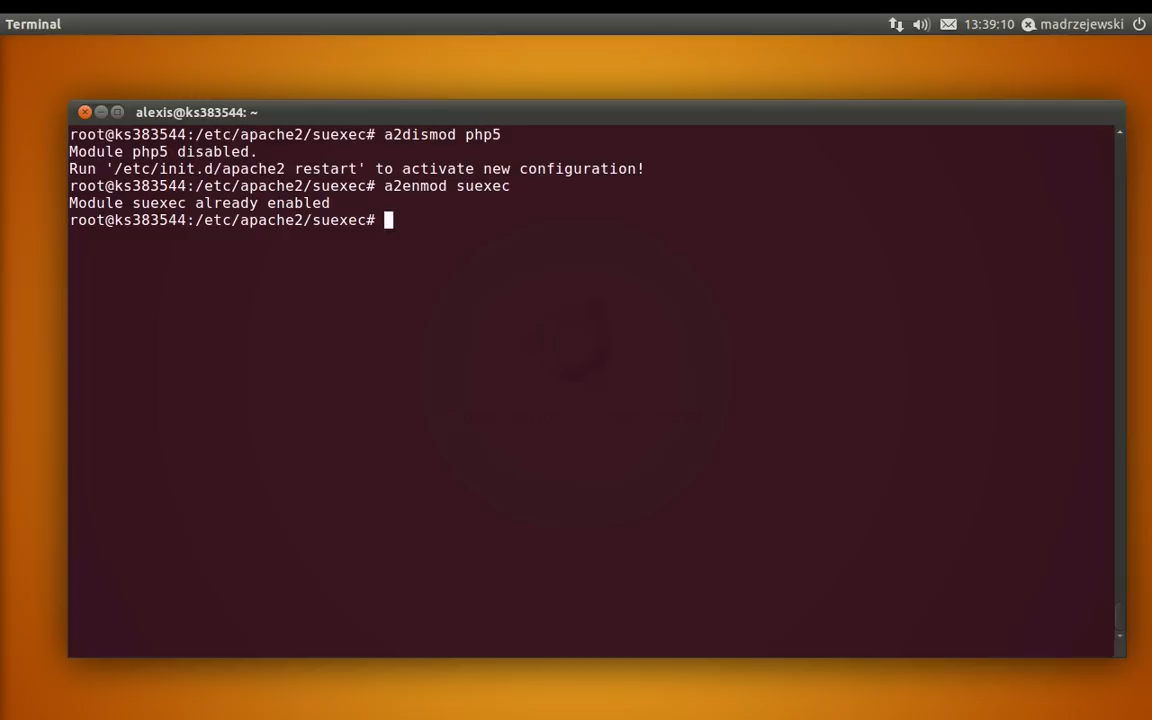 Terminal
13:39:10 madrzejewski
alexis@ks383544: ~
root@ks383544:/etc/apache2/suexec# a2dismod php5
Module php5 disabled.
Run '/etc/init.d/apache2 restart' to activate new configuration!
root@ks383544:/etc/apache2/suexec# a2enmod suexec
Module suexec already enabled
root@ks383544:/etc/apache2/suexec#